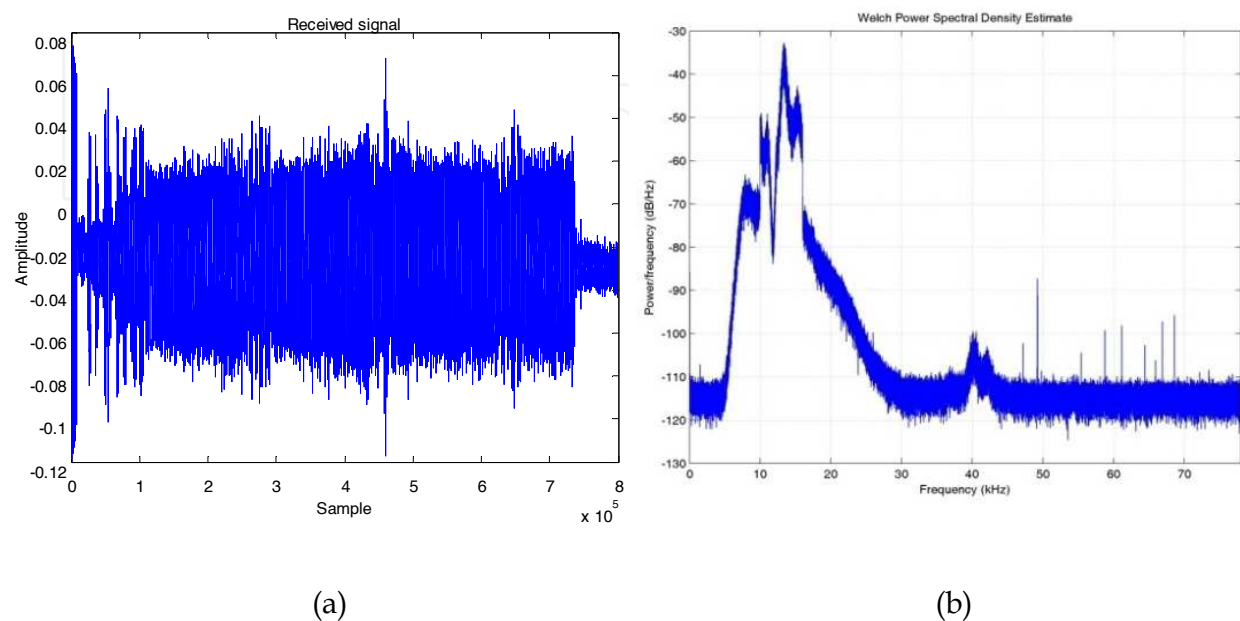 Received signal
0.08
0.06
0.04
0.02
0
-0.02
-0.04
-0.06
-0.08
-0.1
-0.12
Amplitude
0 1 2 3 4 5 6 7 8
Sample
x 10^5
(a)
Welch Power Spectral Density Estimate
-30
-40
-50
-60
-70
-80
-90
-100
-110
-120
-130
Power/frequency (dB/Hz)
0 10 20 30 40 50 60 70
Frequency (kHz)
(b)